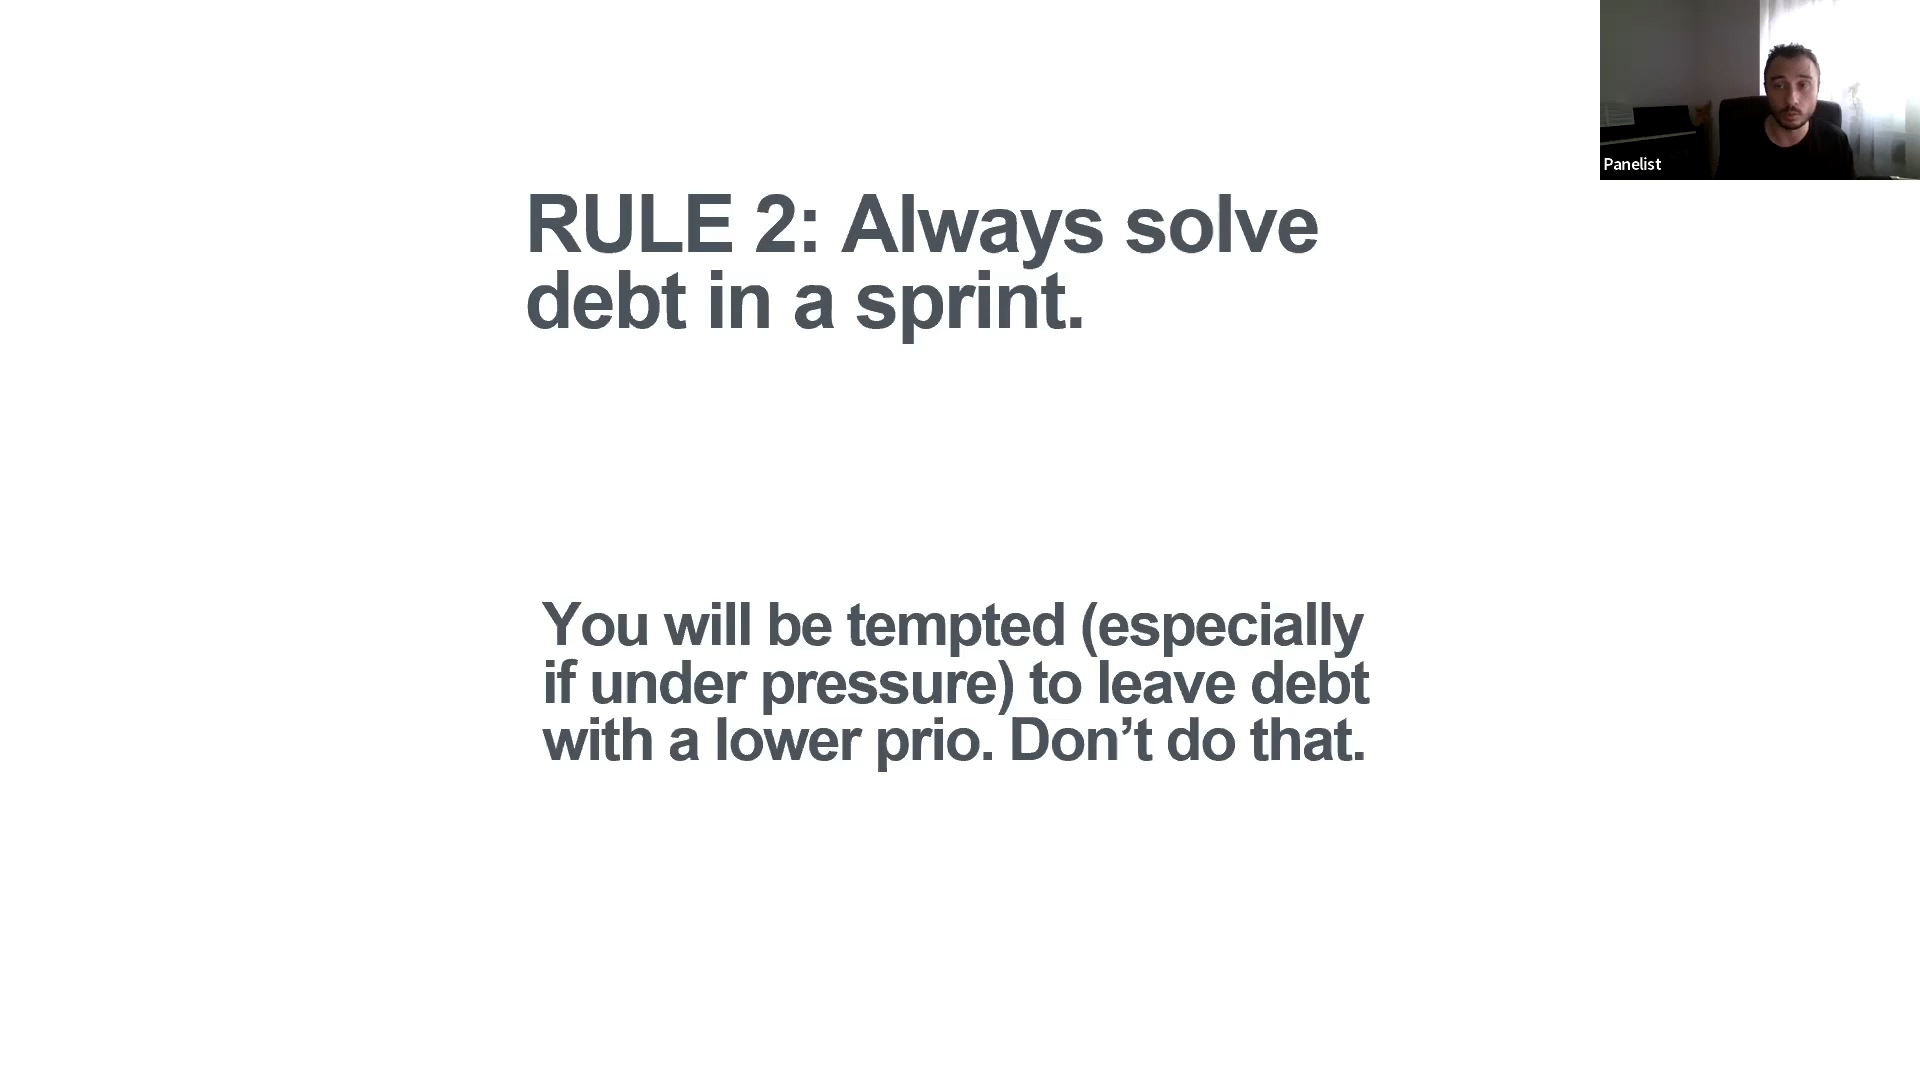 RULE 2: Always solve
debt in a sprint.
You will be tempted (especially
if under pressure) to leave debt
with a lower prio. Don’t do that.
Panelist